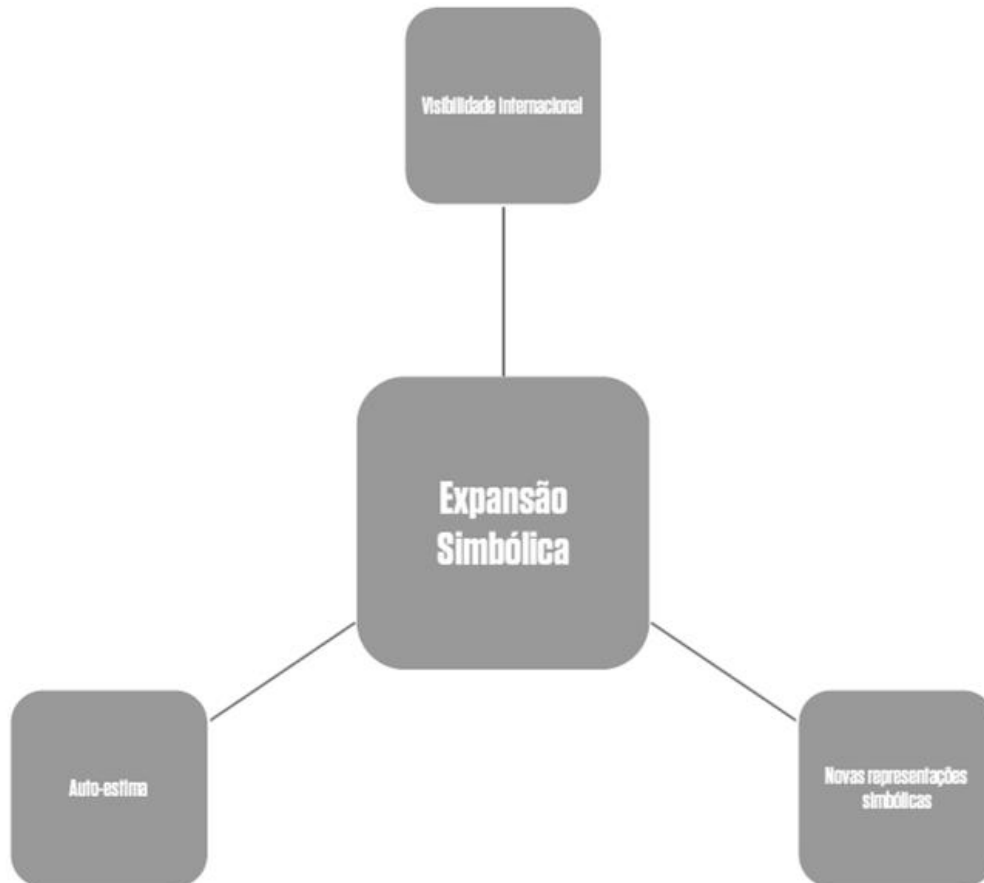 Visibilidade internacional
Expansão
Simbólica
Auto-estima
Novas representações
simbólicas